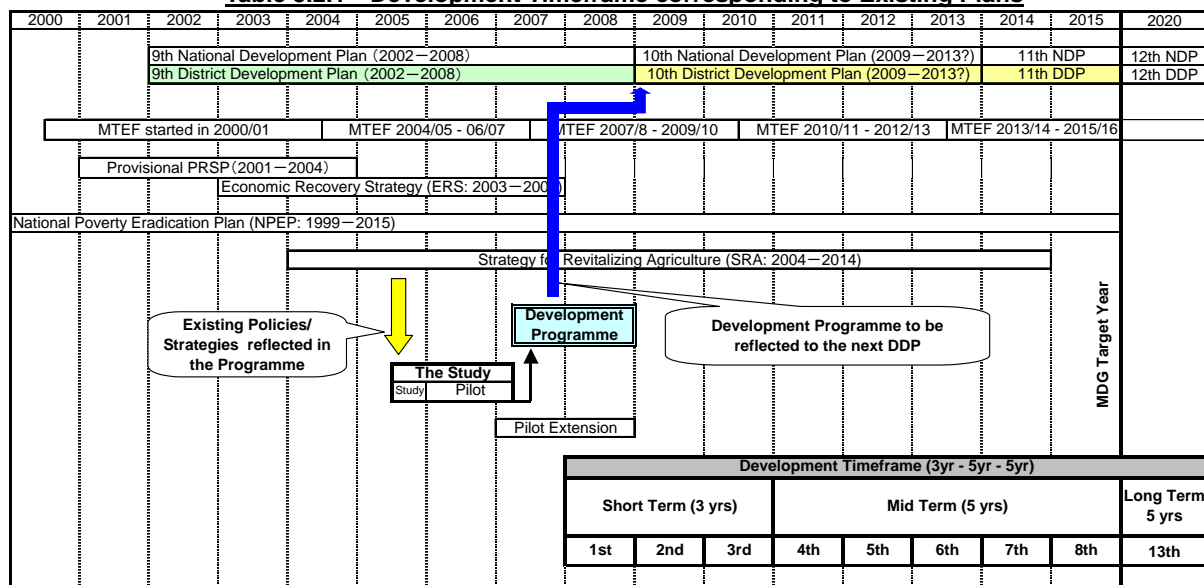 Table 5.2.1 Development Timeframe corresponding to Existing Plans
2000 2001 2002 2003 2004 2005 2006 2007 2008 2009 2010 2011 2012 2013 2014 2015 2020
9th National Development Plan (2002－2008) 10th National Development Plan (2009－2013?) 11th NDP 12th NDP
9th District Development Plan (2002－2008) 10th District Development Plan (2009－2013?) 11th DDP 12th DDP
MTEF started in 2000/01 MTEF 2004/05 - 06/07 MTEF 2007/8 - 2009/10 MTEF 2010/11 - 2012/13 MTEF 2013/14 - 2015/16
Provisional PRSP(2001－2004)
Economic Recovery Strategy (ERS: 2003－
National Poverty Eradication Plan (NPEP: 1999－2015)
Strategy for Revitalizing Agriculture (SRA: 2004－2014)
Existing Policies/
Strategies reflected in
the Programme
Development
Programme
Development Programme to be
reflected to the next DDP
MDG Target Year
The Study
Study Pilot
Pilot Extension
Development Timeframe (3yr - 5yr - 5yr)
Short Term (3 yrs) Mid Term (5 yrs) Long Term
5 yrs
1st 2nd 3rd 4th 5th 6th 7th 8th 13th